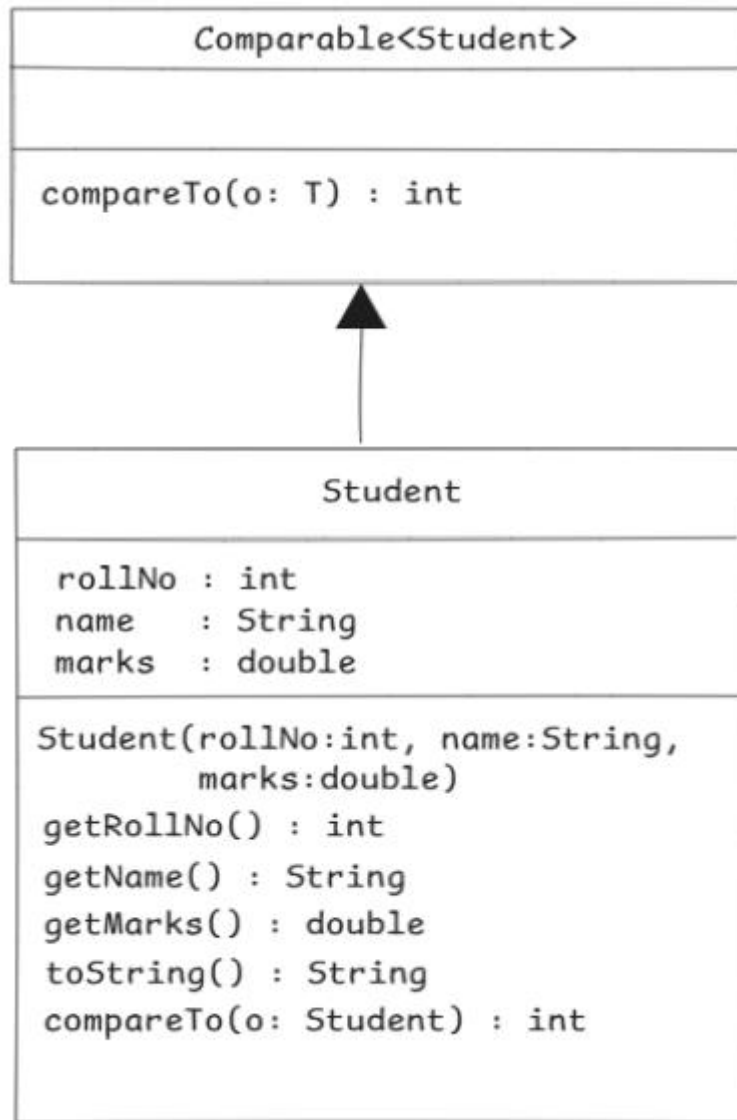 Comparable<Student>
compareTo(o: T) : int
Student
rollNo : int
name : String
marks : double
Student(rollNo:int, name:String,
marks:double)
getRollNo() : int
getName() : String
getMarks() : double
toString() : String
compareTo(o: Student) : int